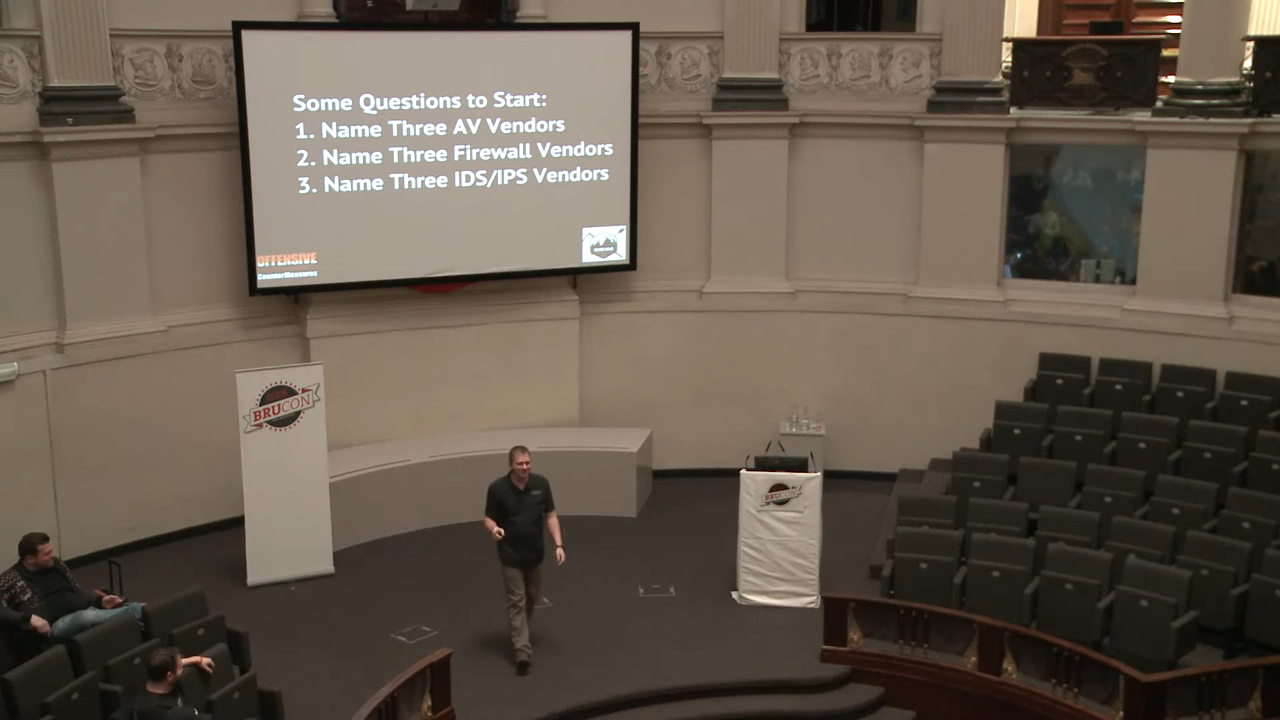 Some Questions to Start:
1. Name Three AV Vendors
2. Name Three Firewall Vendors
3. Name Three IDS/IPS Vendors
OFFENSIVE
CounterMeasures
BRUCON
BRUCON